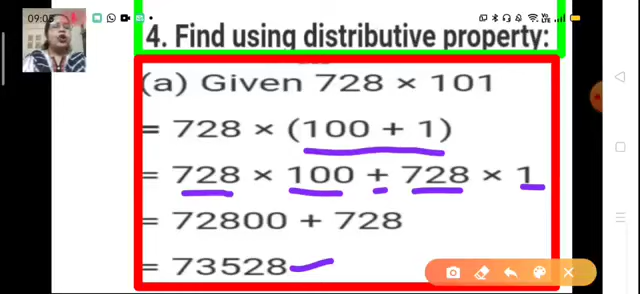 09:05
4. Find using distributive property:
(a) Given 728 × 101
= 728 × (100 + 1)
= 728 × 100 + 728 × 1
= 72800 + 728
= 73528